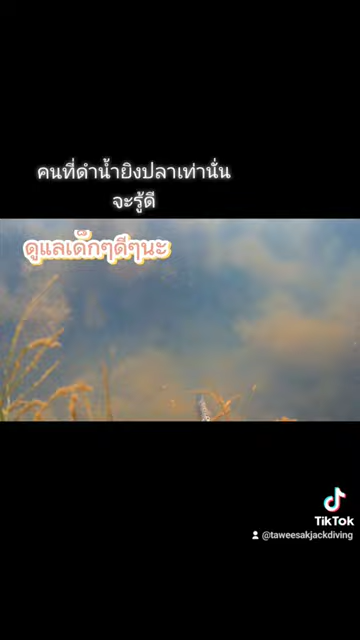 คนที่ดำน้ำยิงปลาเท่านั่น
จะรู้ดี
ดูแลเด็กๆดีๆนะ
TikTok
@taweesakjackdiving